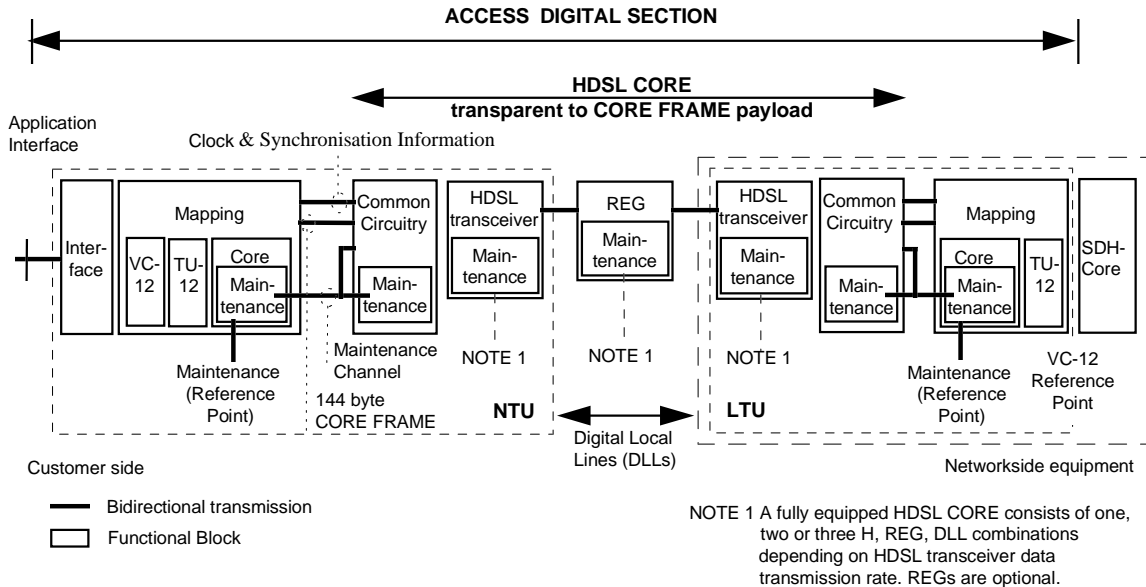 ACCESS DIGITAL SECTION
HDSL CORE
transparent to CORE FRAME payload
Application
Interface
Clock & Synchronisation Information
Inter-
face
Mapping
VC-
12
TU-
12
Core
Main-
tenance
Common
Circuitry
Main-
tenance
HDSL
transceiver
Main-
tenance
REG
Main-
tenance
HDSL
transceiver
Main-
tenance
Common
Circuitry
Main-
tenance
Mapping
Core
Main-
tenance
TU-
12
SDH-
Core
Maintenance
(Reference
Point)
Maintenance
Channel
144 byte
CORE FRAME
NOTE 1
NOTE 1
NOTE 1
Maintenance
(Reference
Point)
VC-12
Reference
Point
NTU
LTU
Digital Local
Lines (DLLs)
Customer side
Networkside equipment
Bidirectional transmission
Functional Block
NOTE 1 A fully equipped HDSL CORE consists of one,
two or three H, REG, DLL combinations
depending on HDSL transceiver data
transmission rate. REGs are optional.